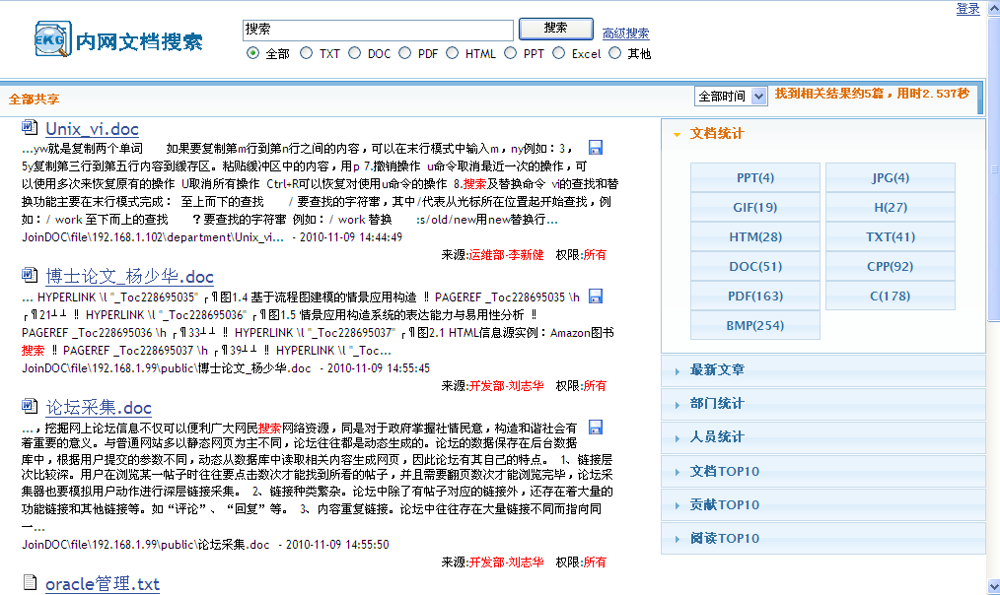 登录
EKG 内网文档搜索
搜索
搜索
高级搜索
全部 TXT DOC PDF HTML PPT Excel 其他
全部共享
全部时间
找到相关结果约5篇，用时2.537秒
Unix_vi.doc
...yw就是复制两个单词 如果要复制第m行到第n行之间的内容，可以在末行模式中输入m，ny例如：3，
5y复制第三行到第五行内容到缓存区。粘贴缓冲区中的内容，用p 7.撤销操作 u命令取消最近一次的操作，可
以使用多次来恢复原有的操作 U取消所有操作 Ctrl+R可以恢复对使用u命令的操作 8.搜索及替换命令 vi的查找和替
换功能主要在末行模式完成： 至上而下的查找 / 要查找的字符窜，其中/代表从光标所在位置起开始查找，例
如：/ work 至下而上的查找 ？要查找的字符窜 例如：/ work 替换 :s/old/new用new替换行...
JoinDOC\file\192.168.1.102\department\Unix_vi... - 2010-11-09 14:44:49
来源:运维部-李新健 权限:所有
博士论文_杨少华.doc
... HYPERLINK \l "_Toc228695035" ┌ ¶图1.4 基于流程图建模的情景应用构造 ‼ PAGEREF _Toc228695035 \h
┌ ¶21┴ ┴ ‼ HYPERLINK \l "_Toc228695036" ┌ ¶图1.5 情景应用构造系统的表达能力与易用性分析 ‼
PAGEREF _Toc228695036 \h ┌ ¶33┴ ┴ ‼ HYPERLINK \l "_Toc228695037" ┌ ¶图2.1 HTML信息源实例：Amazon图书
搜索 ‼ PAGEREF _Toc228695037 \h ┌ ¶39┴ ┴ ‼ HYPERLINK \l "_Toc...
JoinDOC\file\192.168.1.99\public\博士论文_杨少华.doc - 2010-11-09 14:55:45
来源:开发部-刘志华 权限:所有
论坛采集.doc
...，挖掘网上论坛信息不仅可以便利广大网民搜索网络资源，同是对于政府掌握社情民意，构造和谐社会有
着重要的意义。与普通网站多以静态网页为主不同，论坛往往都是动态生成的。论坛的数据保存在后台数据
库中，根据用户提交的参数不同，动态从数据库中读取相关内容生成网页，因此论坛有其自己的特点。 1、链接层
次比较深。用户在浏览某一帖子时往往要点击数次才能找到所看的帖子，并且需要翻页数次才能浏览完毕，论坛采
集器也要模拟用户动作进行深层链接采集。 2、链接种类繁杂。论坛中除了有帖子对应的链接外，还存在着大量的
功能链接和其他链接等。如“评论”、“回复”等。 3、内容重复链接。论坛中往往存在大量链接不同而指向同
一...
JoinDOC\file\192.168.1.99\public\论坛采集.doc - 2010-11-09 14:55:50
来源:开发部-刘志华 权限:所有
oracle管理.txt
文档统计
PPT(4) JPG(4)
GIF(19) H(27)
HTM(28) TXT(41)
DOC(51) CPP(92)
PDF(163) C(178)
BMP(254)
最新文章
部门统计
人员统计
文档TOP10
贡献TOP10
阅读TOP10